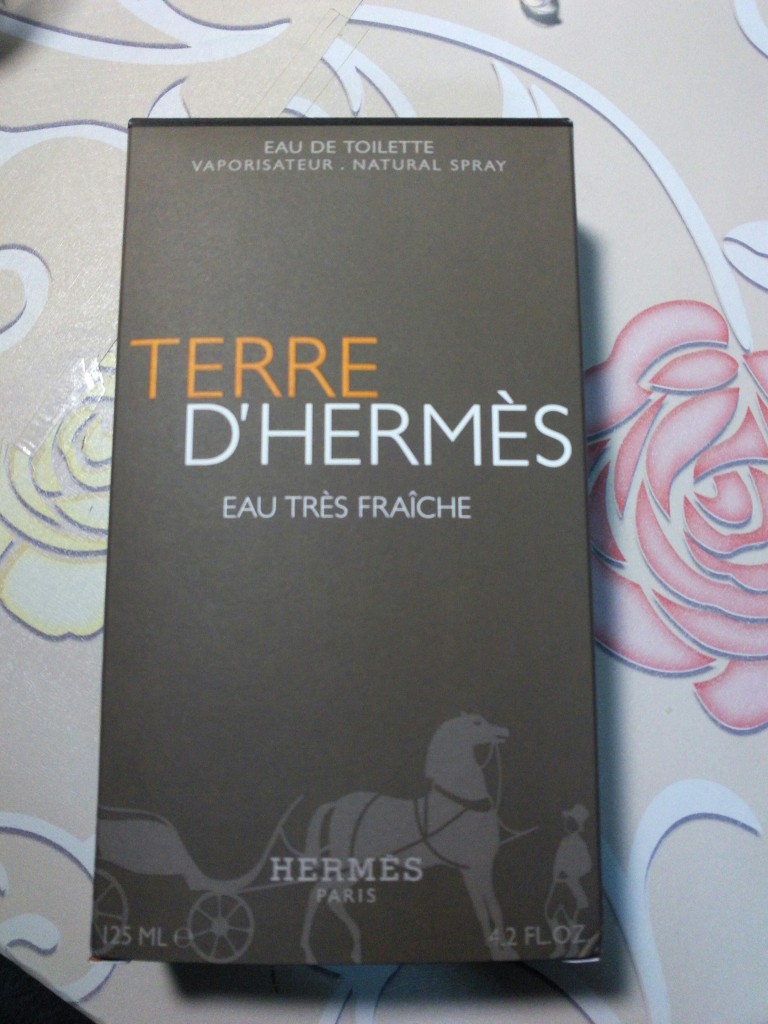 EAU DE TOILETTE
VAPORISATEUR . NATURAL SPRAY
TERRE
D'HERMÈS
EAU TRÈS FRAÎCHE
HERMÈS
PARIS
125 ML ℮
4.2 FL.OZ.